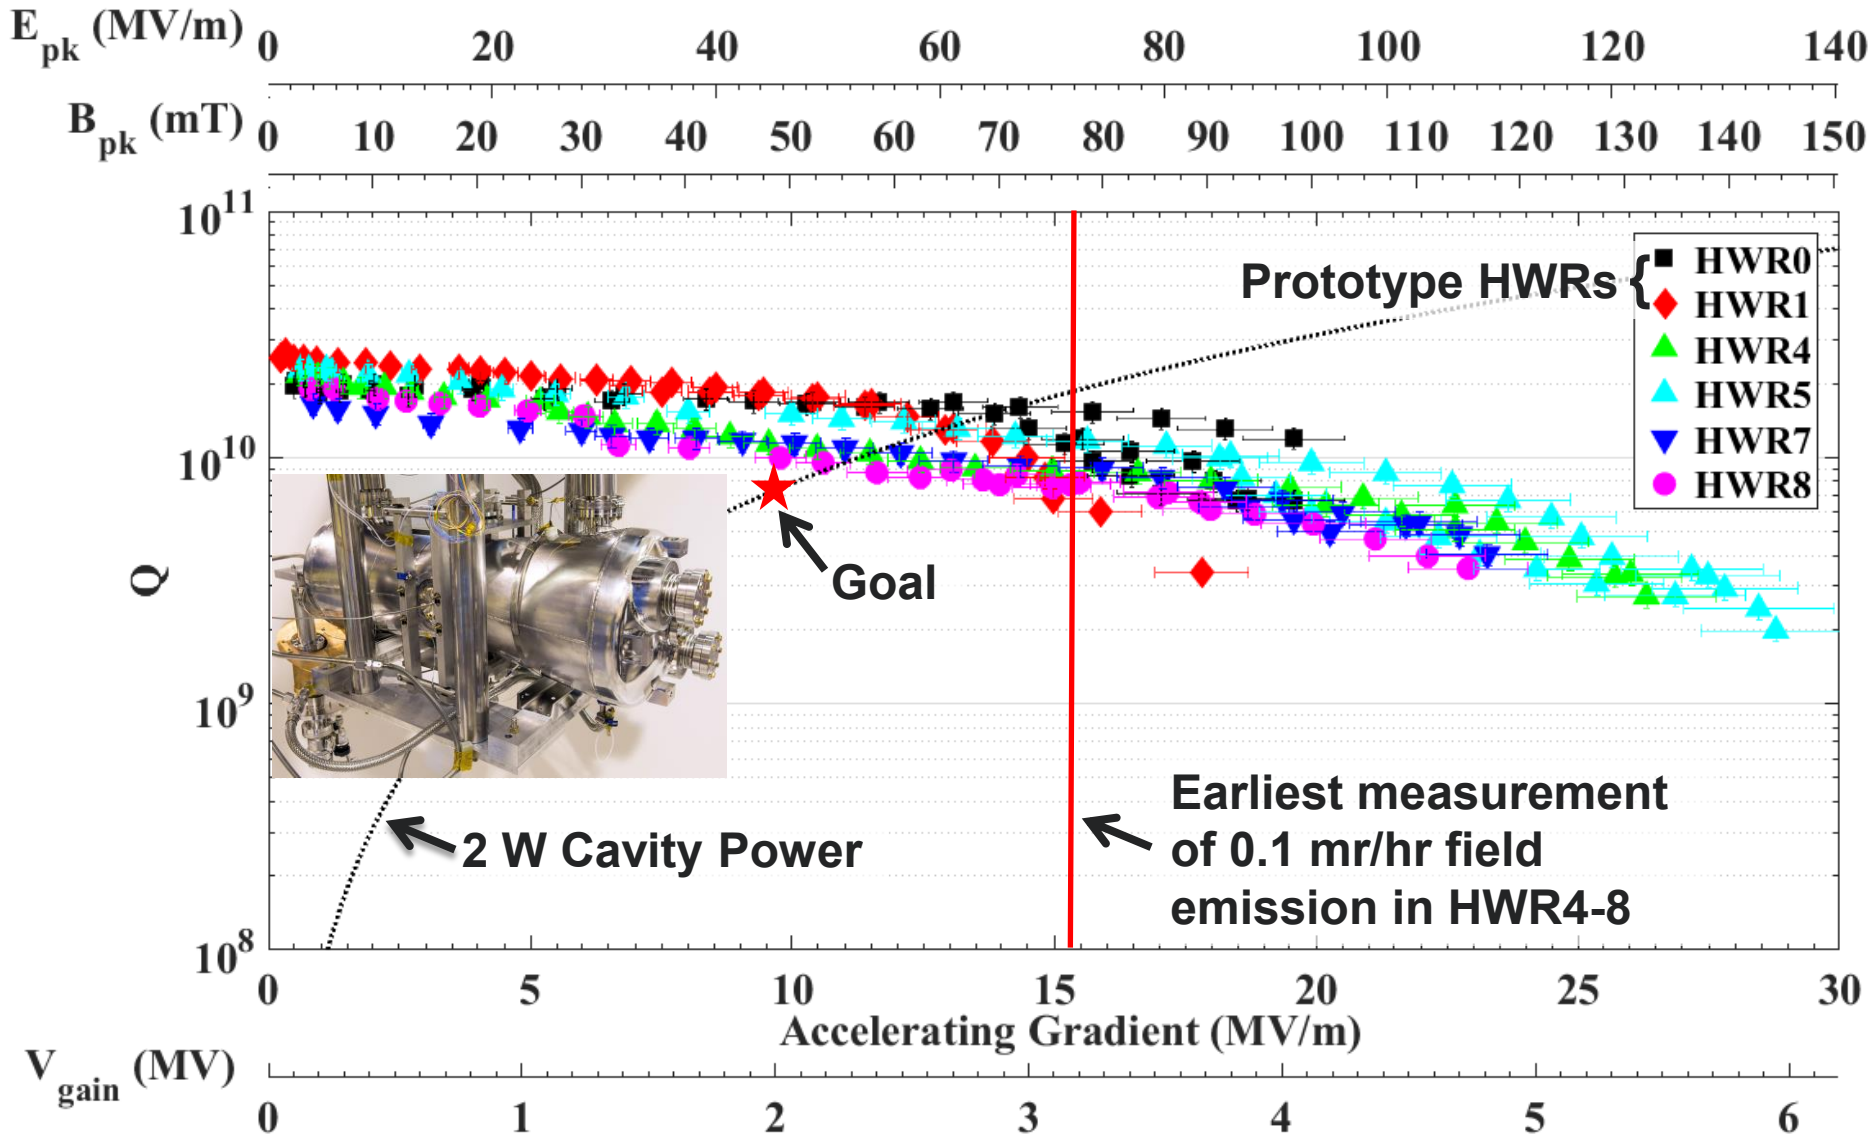 E_pk (MV/m) 0 20 40 60 80 100 120 140
B_pk (mT) 0 10 20 30 40 50 60 70 80 90 100 110 120 130 140 150
10^11
10^10
10^9
10^8
Q
Prototype HWRs {
HWR0
HWR1
HWR4
HWR5
HWR7
HWR8
Goal
2 W Cavity Power
Earliest measurement
of 0.1 mr/hr field
emission in HWR4-8
0 5 10 15 20 25 30
Accelerating Gradient (MV/m)
V_gain (MV)
0 1 2 3 4 5 6